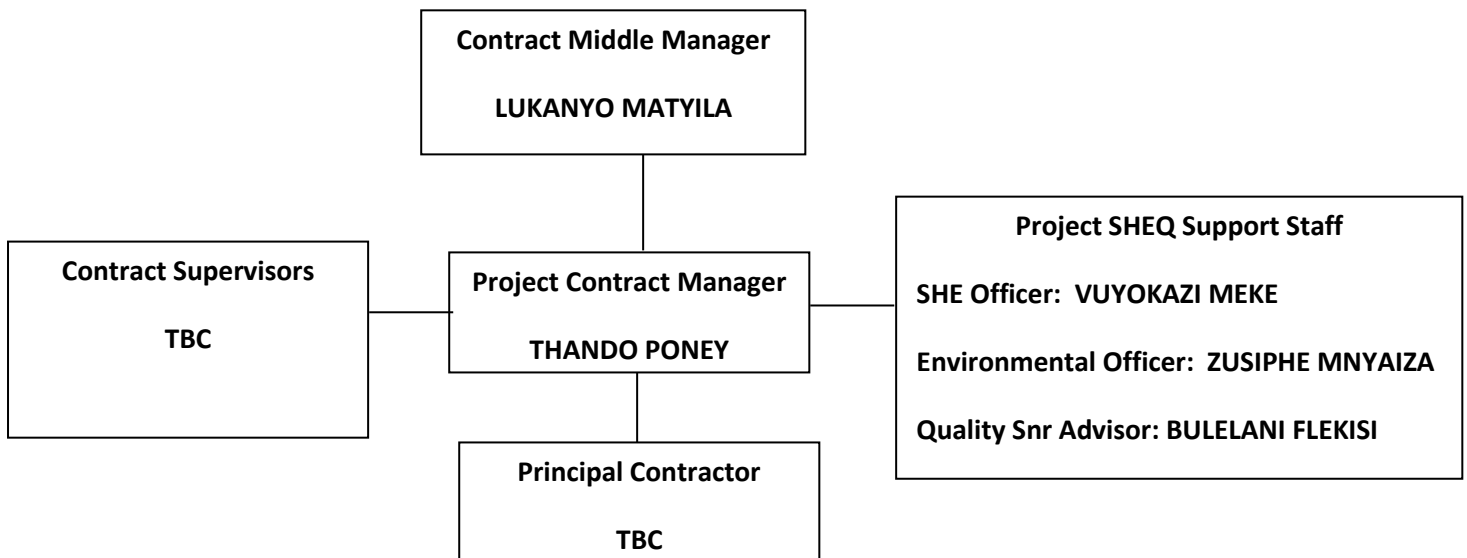 Contract Middle Manager
LUKANYO MATYILA
Contract Supervisors
TBC
Project Contract Manager
THANDO PONEY
Project SHEQ Support Staff
SHE Officer: VUYOKAZI MEKE
Environmental Officer: ZUSIPHE MNYAIZA
Quality Snr Advisor: BULELANI FLEKISI
Principal Contractor
TBC